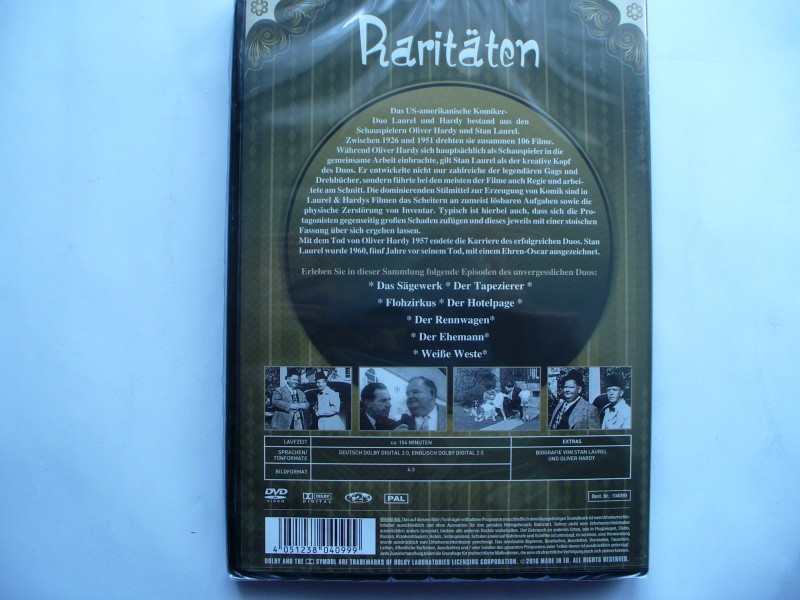 Raritäten
Das US-amerikanische Komiker-
Duo Laurel und Hardy bestand aus den
Schauspielern Oliver Hardy und Stan Laurel.
Zwischen 1926 und 1951 drehten sie zusammen 106 Filme.
Während Oliver Hardy sich hauptsächlich als Schauspieler in die
gemeinsame Arbeit einbrachte, gilt Stan Laurel als der kreative Kopf
des Duos. Er entwickelte nicht nur zahlreiche der legendären Gags und
Drehbücher, sondern führte bei den meisten der Filme auch Regie und arbei-
tete am Schnitt. Die dominierenden Stilmittel zur Erzeugung von Komik sind in
Laurel & Hardys Filmen das Scheitern an zumeist lösbaren Aufgaben sowie die
physische Zerstörung von Inventar. Typisch ist hierbei auch, dass sich die Pro-
tagonisten gegenseitig großen Schaden zufügen und dieses jeweils mit einer stoischen
Fassung über sich ergehen lassen.
Mit dem Tod von Oliver Hardy 1957 endete die Karriere des erfolgreichen Duos. Stan
Laurel wurde 1960, fünf Jahre vor seinem Tod, mit einem Ehren-Oscar ausgezeichnet.
Erleben Sie in dieser Sammlung folgende Episoden des unvergesslichen Duos:
* Das Sägewerk * Der Tapezierer *
* Flohzirkus * Der Hotelpage *
* Der Rennwagen*
* Der Ehemann*
* Weiße Weste*
LAUFZEIT ca. 104 MINUTEN EXTRAS
SPRACHEN/ TONFORMATE DEUTSCH DOLBY DIGITAL 2.0, ENGLISCH DOLBY DIGITAL 2.0 BIOGRAFIE VON STAN LAUREL
UND OLIVER HARDY
BILDFORMAT 4:3
DVD VIDEO DOLBY DIGITAL 2 PAL Best. Nr.: 104099
4 051238 040999
DOLBY AND THE SYMBOL ARE TRADEMARKS OF DOLBY LABORATORIES LICENSING CORPORATION. © 2010 MADE IN EU. ALL RIGHTS RESERVED.